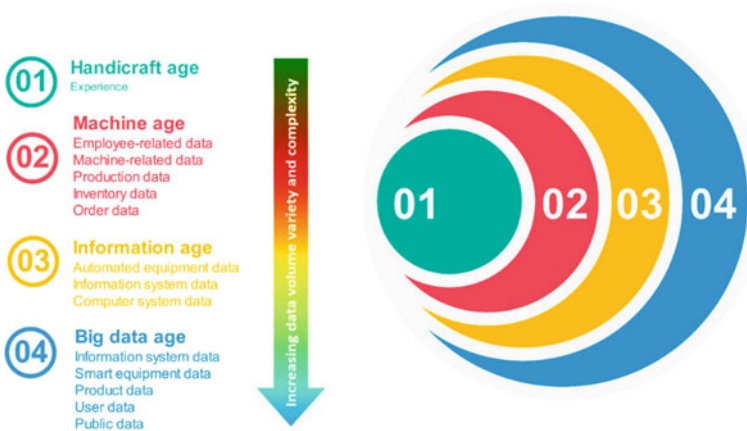 01
Handicraft age
Experience
02
Machine age
Employee-related data
Machine-related data
Production data
Inventory data
Order data
03
Information age
Automated equipment data
Information system data
Computer system data
04
Big data age
Information system data
Smart equipment data
Product data
User data
Public data
Increasing data volume variety and complexity
01 02 03 04